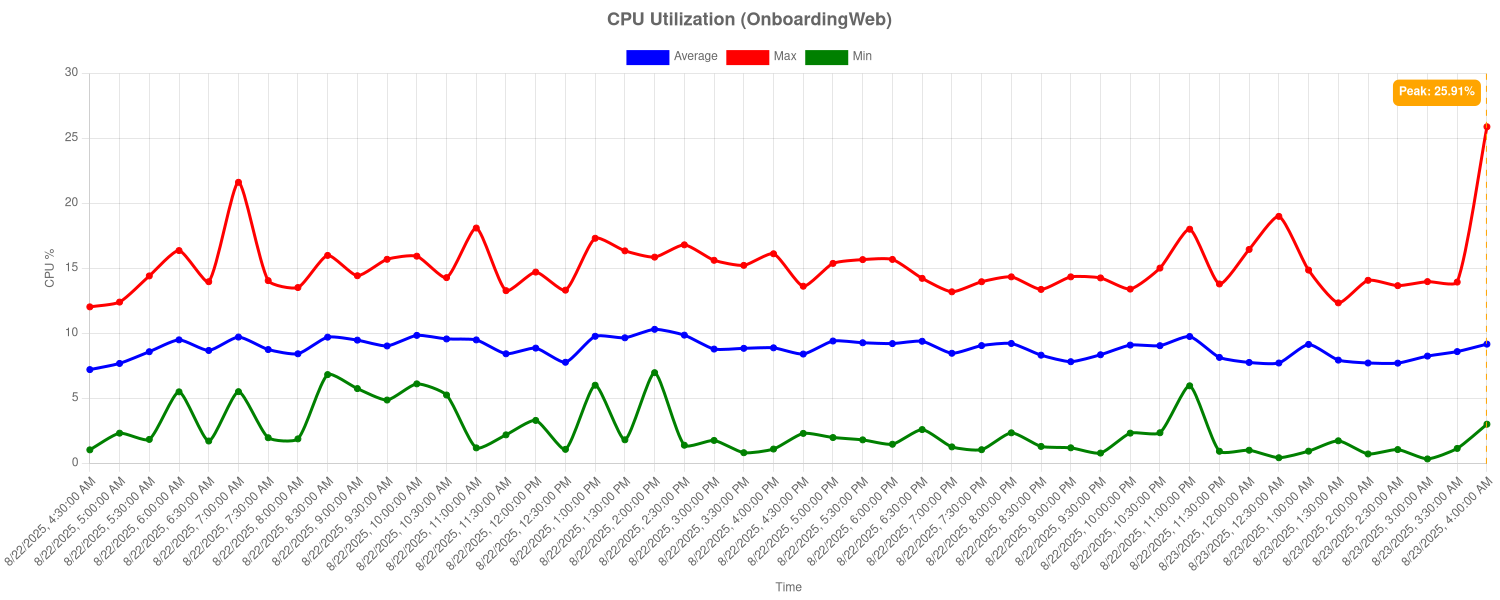 CPU Utilization (OnboardingWeb)
Average Max Min
Peak: 25.91%
30
25
20
15
10
5
0
CPU %
8/22/2025, 4:30:00 AM
8/22/2025, 5:00:00 AM
8/22/2025, 5:30:00 AM
8/22/2025, 6:00:00 AM
8/22/2025, 6:30:00 AM
8/22/2025, 7:00:00 AM
8/22/2025, 7:30:00 AM
8/22/2025, 8:00:00 AM
8/22/2025, 8:30:00 AM
8/22/2025, 9:00:00 AM
8/22/2025, 9:30:00 AM
8/22/2025, 10:00:00 AM
8/22/2025, 10:30:00 AM
8/22/2025, 11:00:00 AM
8/22/2025, 11:30:00 AM
8/22/2025, 12:00:00 PM
8/22/2025, 12:30:00 PM
8/22/2025, 1:00:00 PM
8/22/2025, 1:30:00 PM
8/22/2025, 2:00:00 PM
8/22/2025, 2:30:00 PM
8/22/2025, 3:00:00 PM
8/22/2025, 3:30:00 PM
8/22/2025, 4:00:00 PM
8/22/2025, 4:30:00 PM
8/22/2025, 5:00:00 PM
8/22/2025, 5:30:00 PM
8/22/2025, 6:00:00 PM
8/22/2025, 6:30:00 PM
8/22/2025, 7:00:00 PM
8/22/2025, 7:30:00 PM
8/22/2025, 8:00:00 PM
8/22/2025, 8:30:00 PM
8/22/2025, 9:00:00 PM
8/22/2025, 9:30:00 PM
8/22/2025, 10:00:00 PM
8/22/2025, 10:30:00 PM
8/22/2025, 11:00:00 PM
8/22/2025, 11:30:00 PM
8/23/2025, 12:00:00 AM
8/23/2025, 12:30:00 AM
8/23/2025, 1:00:00 AM
8/23/2025, 1:30:00 AM
8/23/2025, 2:00:00 AM
8/23/2025, 2:30:00 AM
8/23/2025, 3:00:00 AM
8/23/2025, 3:30:00 AM
8/23/2025, 4:00:00 AM
Time